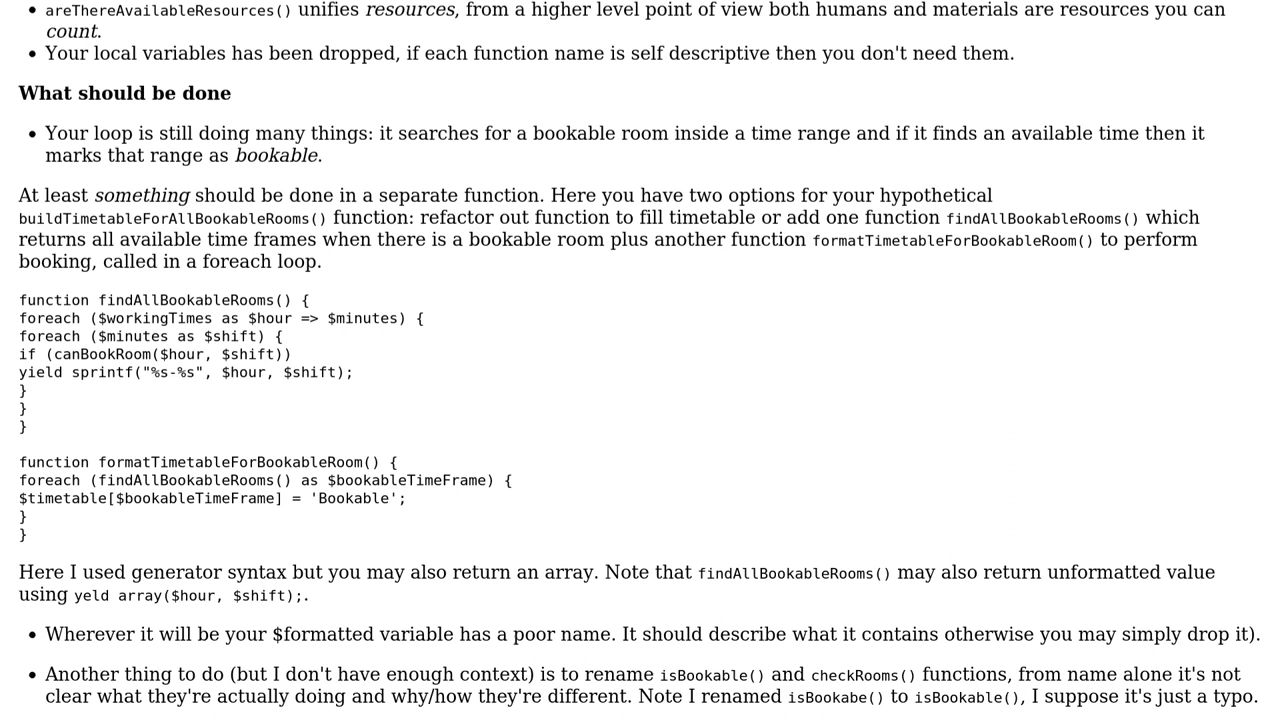 • areThereAvailableResources() unifies resources, from a higher level point of view both humans and materials are resources you can
count.
• Your local variables has been dropped, if each function name is self descriptive then you don't need them.
What should be done
• Your loop is still doing many things: it searches for a bookable room inside a time range and if it finds an available time then it
marks that range as bookable.
At least something should be done in a separate function. Here you have two options for your hypothetical
buildTimetableForAllBookableRooms() function: refactor out function to fill timetable or add one function findAllBookableRooms() which
returns all available time frames when there is a bookable room plus another function formatTimetableForBookableRoom() to perform
booking, called in a foreach loop.
function findAllBookableRooms() {
foreach ($workingTimes as $hour => $minutes) {
foreach ($minutes as $shift) {
if (canBookRoom($hour, $shift))
yield sprintf("%s-%s", $hour, $shift);
}
}
}
function formatTimetableForBookableRoom() {
foreach (findAllBookableRooms() as $bookableTimeFrame) {
$timetable[$bookableTimeFrame] = 'Bookable';
}
}
Here I used generator syntax but you may also return an array. Note that findAllBookableRooms() may also return unformatted value
using yeld array($hour, $shift);.
• Wherever it will be your $formatted variable has a poor name. It should describe what it contains otherwise you may simply drop it).
• Another thing to do (but I don't have enough context) is to rename isBookable() and checkRooms() functions, from name alone it's not
clear what they're actually doing and why/how they're different. Note I renamed isBookabe() to isBookable(), I suppose it's just a typo.